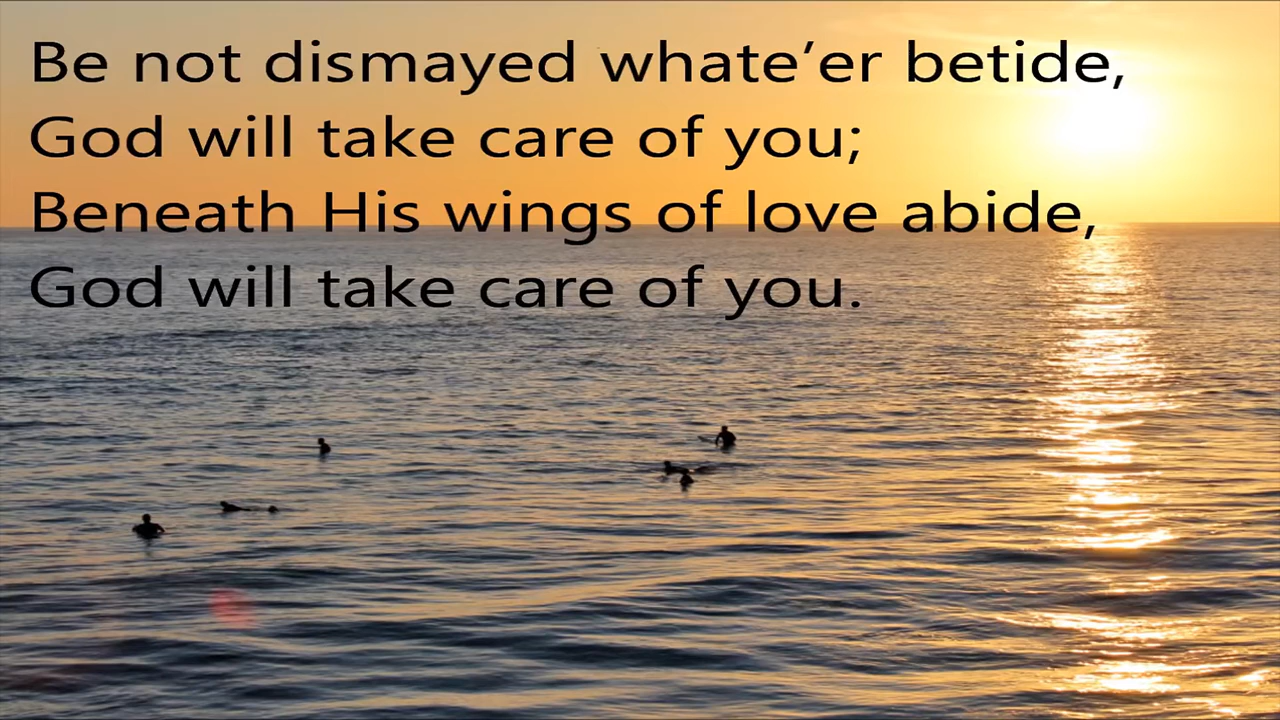 Be not dismayed whate’er betide,
God will take care of you;
Beneath His wings of love abide,
God will take care of you.